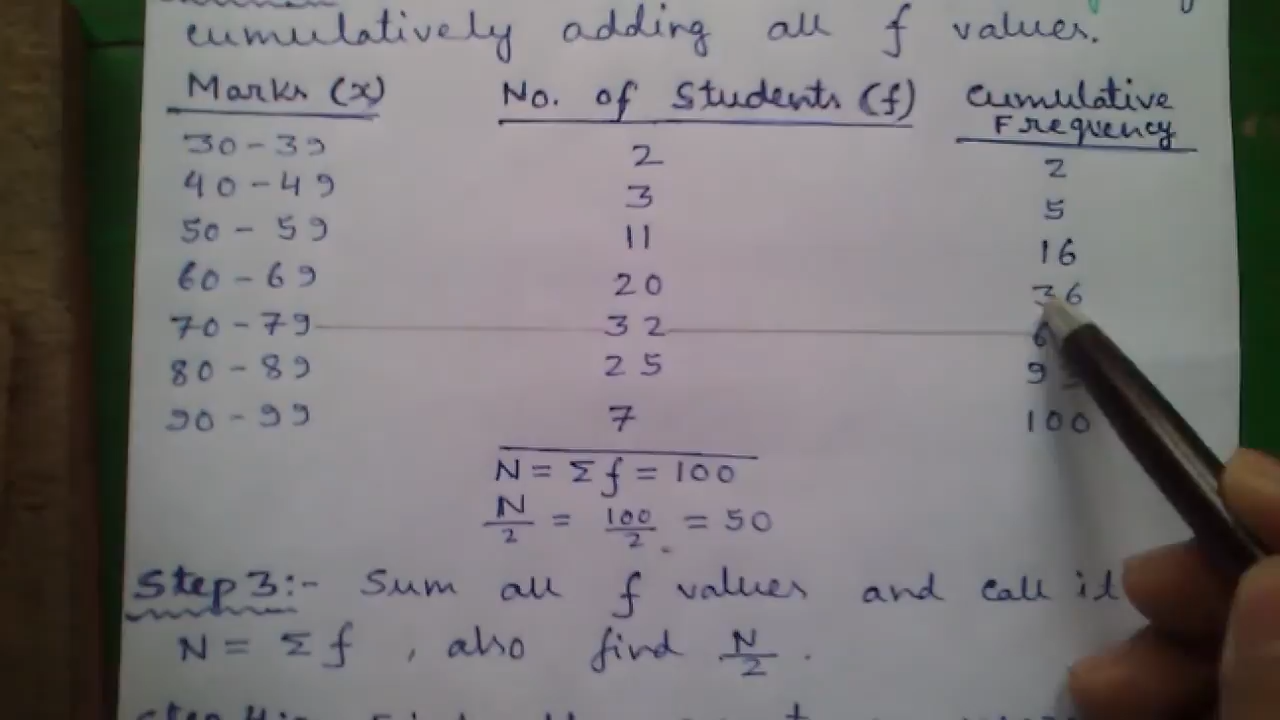 cumulatively adding all f values.
Marks (x) No. of Students (f) Cumulative Frequency
30-39 2 2
40-49 3 5
50-59 11 16
60-69 20 36
70-79 32
80-89 25
90-99 7 100
N = Σ f = 100
N/2 = 100/2 = 50
Step 3:- Sum all f values and call it
N = Σ f , also find N/2 .